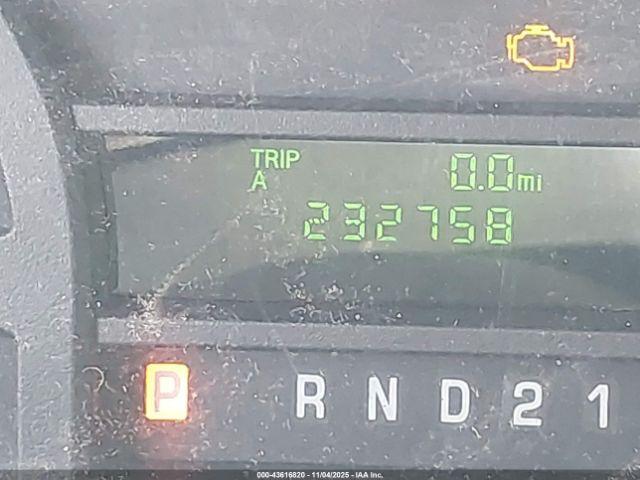 TRIP 0.0mi
A
232758
P R N D 2 1
000-43616820 - 11/04/2025 - IAA Inc.